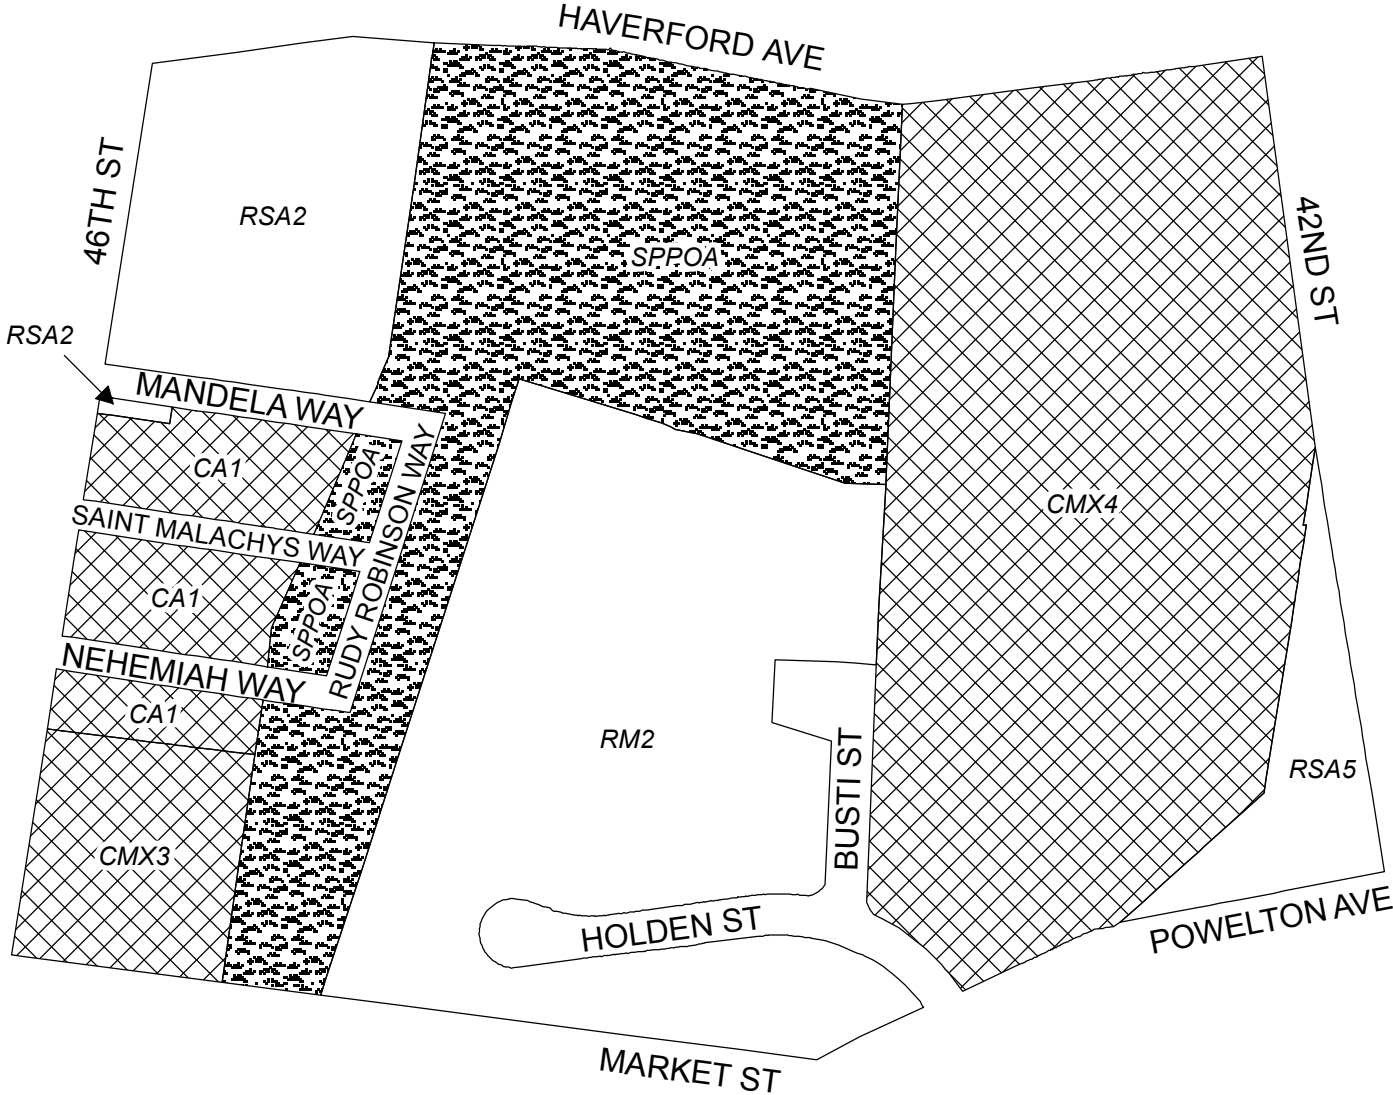 HAVERFORD AVE
46TH ST
RSA2
SPPOA
42ND ST
RSA2
MANDELA WAY
CA1
SPPOA
RUDY ROBINSON WAY
CMX4
SAINT MALACHYS WAY
CA1
SPPOA
NEHEMIAH WAY
CA1
RM2
BUSTI ST
RSA5
CMX3
HOLDEN ST
POWELTON AVE
MARKET ST